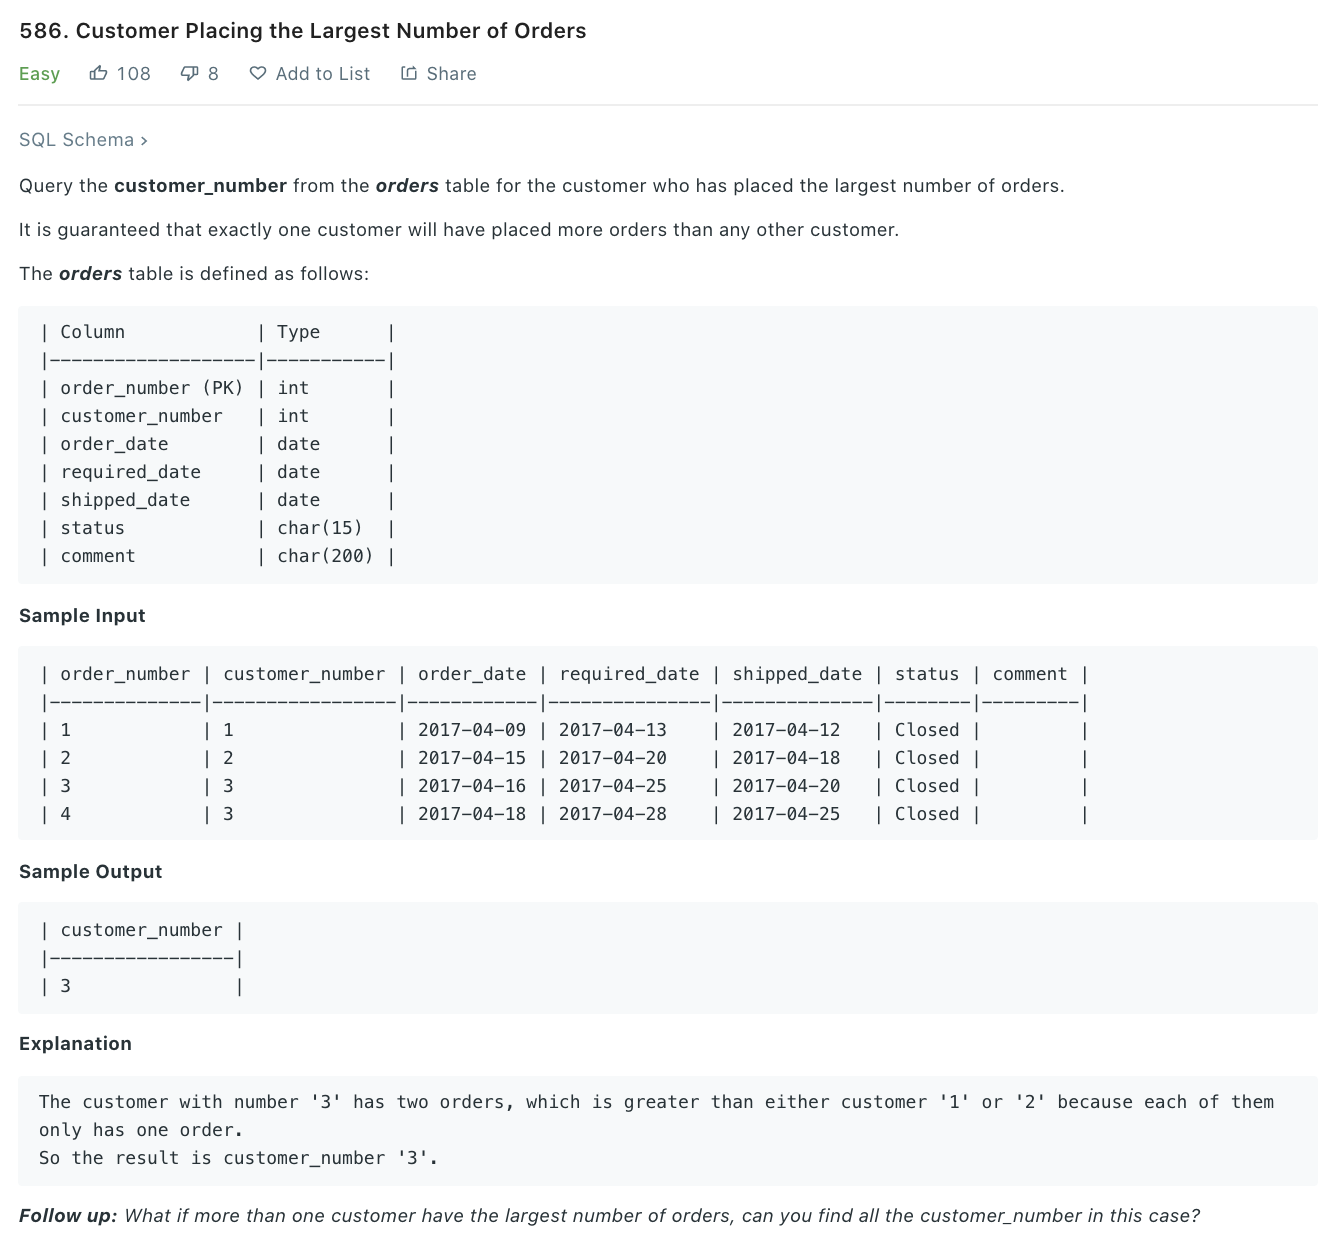 586. Customer Placing the Largest Number of Orders
Easy 108 8 Add to List Share
SQL Schema ›
Query the customer_number from the orders table for the customer who has placed the largest number of orders.
It is guaranteed that exactly one customer will have placed more orders than any other customer.
The orders table is defined as follows:
| Column            | Type      |
|-------------------|-----------|
| order_number (PK) | int       |
| customer_number   | int       |
| order_date        | date      |
| required_date     | date      |
| shipped_date      | date      |
| status            | char(15)  |
| comment           | char(200) |
Sample Input
| order_number | customer_number | order_date | required_date | shipped_date | status | comment |
|--------------|-----------------|------------|---------------|--------------|--------|---------|
| 1            | 1               | 2017-04-09 | 2017-04-13    | 2017-04-12   | Closed |         |
| 2            | 2               | 2017-04-15 | 2017-04-20    | 2017-04-18   | Closed |         |
| 3            | 3               | 2017-04-16 | 2017-04-25    | 2017-04-20   | Closed |         |
| 4            | 3               | 2017-04-18 | 2017-04-28    | 2017-04-25   | Closed |         |
Sample Output
| customer_number |
|-----------------|
| 3               |
Explanation
The customer with number '3' has two orders, which is greater than either customer '1' or '2' because each of them
only has one order.
So the result is customer_number '3'.
Follow up: What if more than one customer have the largest number of orders, can you find all the customer_number in this case?